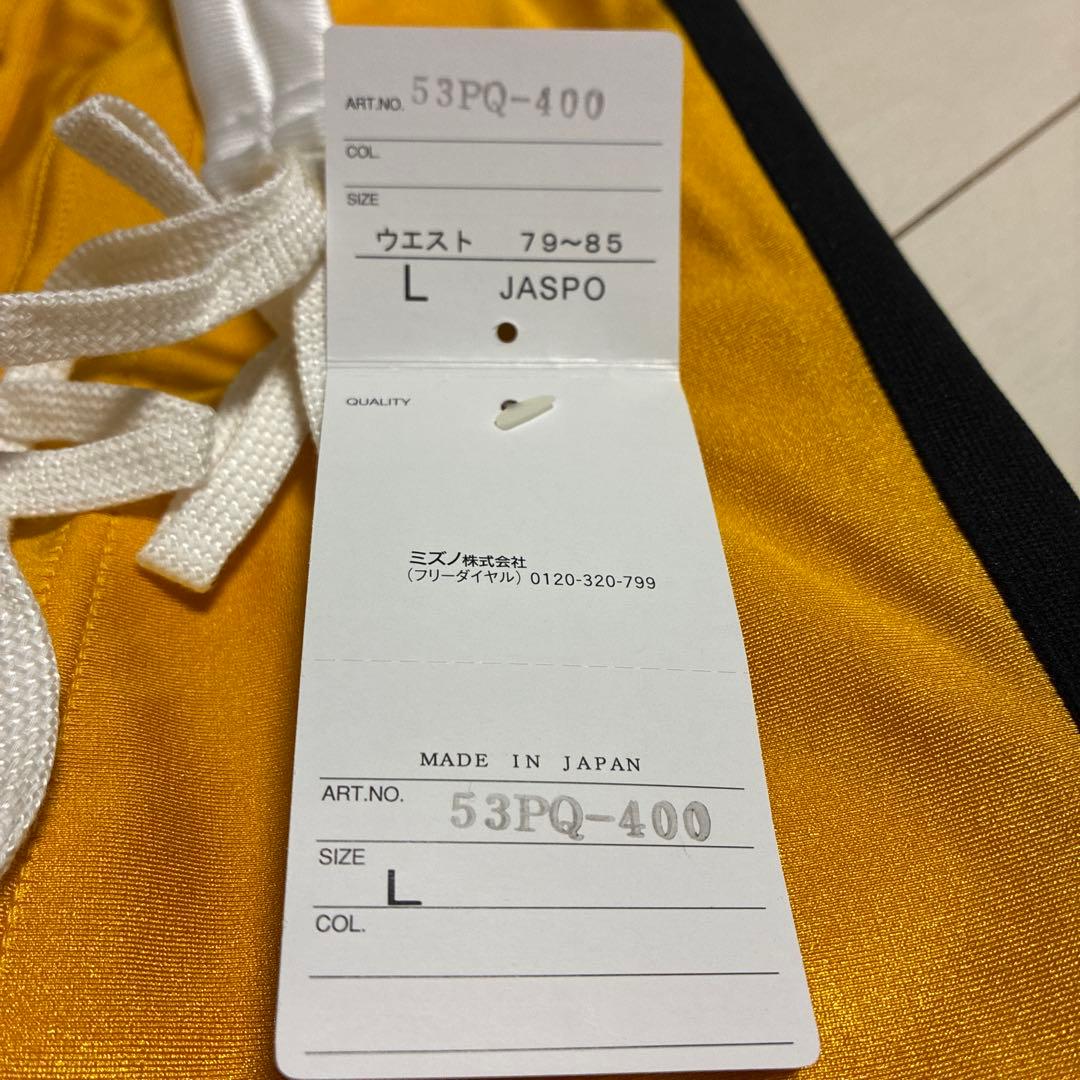 ART.NO. 53PQ-400
COL.
SIZE
ウエスト 79～85
L JASPO
QUALITY
ミズノ株式会社
(フリーダイヤル) 0120-320-799
MADE IN JAPAN
ART.NO. 53PQ-400
SIZE
L
COL.